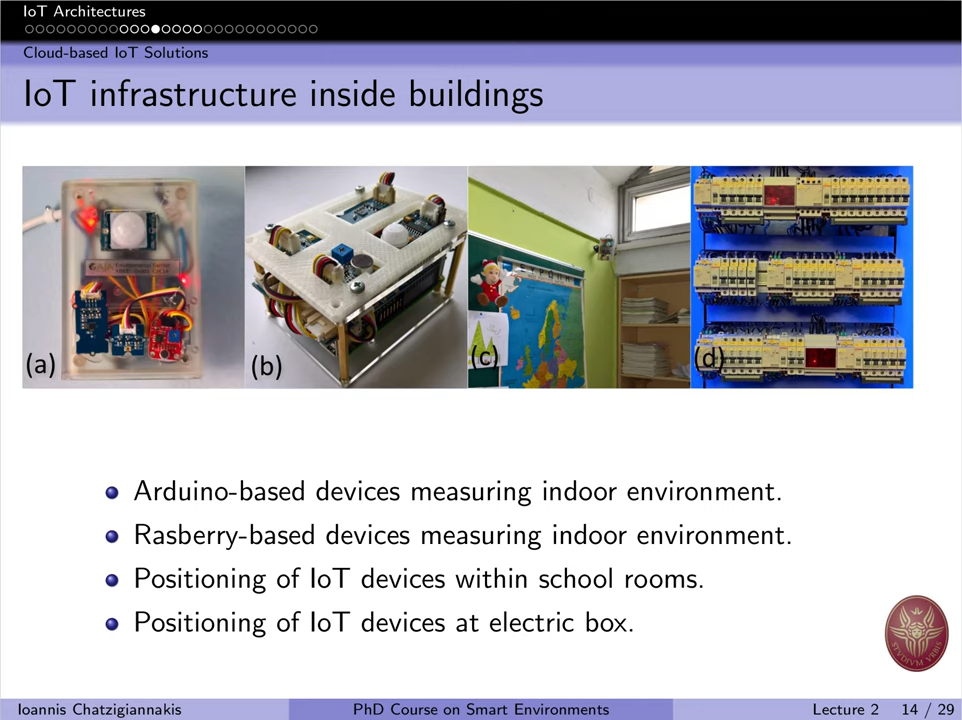 IoT Architectures
Cloud-based IoT Solutions
IoT infrastructure inside buildings
(a)
(b)
(c)
(d)
Arduino-based devices measuring indoor environment.
Rasberry-based devices measuring indoor environment.
Positioning of IoT devices within school rooms.
Positioning of IoT devices at electric box.
STVDIVM VRBIS
Ioannis Chatzigiannakis
PhD Course on Smart Environments
Lecture 2
14 / 29